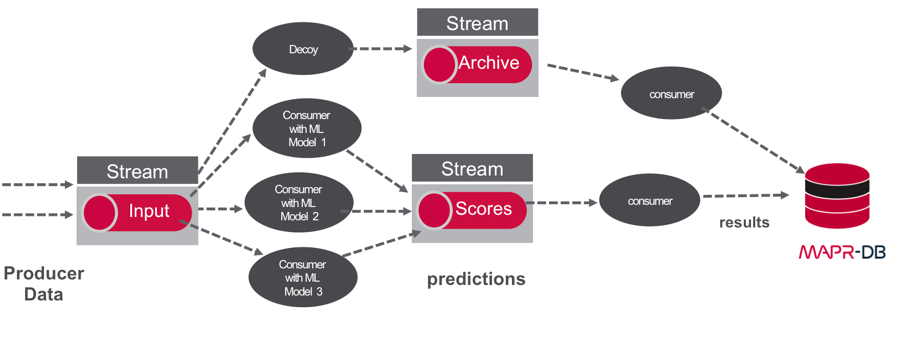 Stream
Decoy
Archive
consumer
Consumer
with ML
Model 1
Stream
Input
Stream
Scores
Consumer
with ML
Model 2
consumer
results
MAPR-DB
Producer
Data
Consumer
with ML
Model 3
predictions